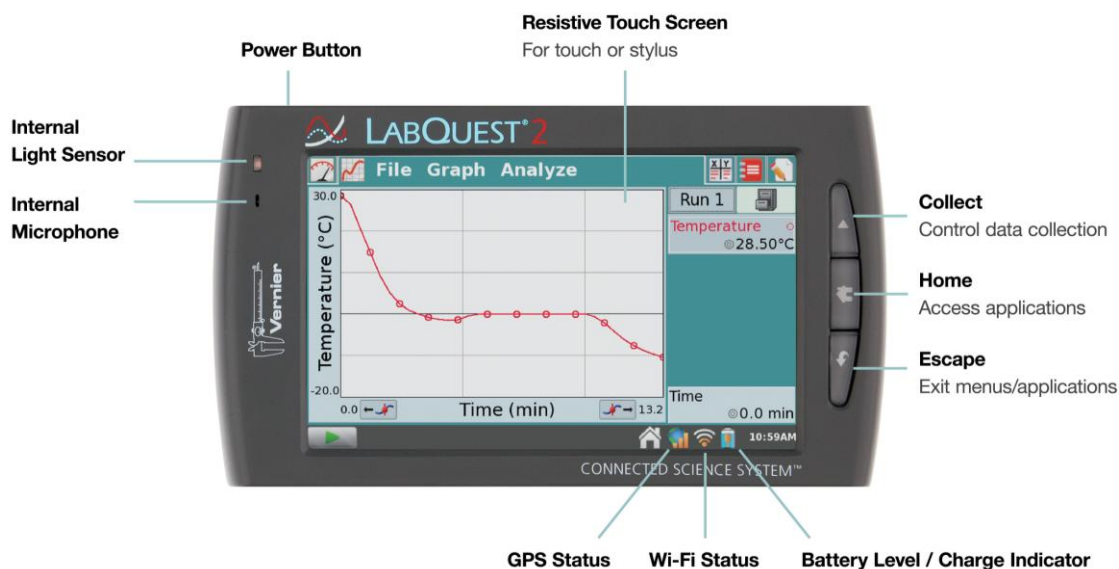 Resistive Touch Screen
For touch or stylus
Power Button
Internal
Light Sensor
Internal
Microphone
LABQUEST® 2
File Graph Analyze
X Y
30.0
Temperature (°C)
-20.0
0.0
Time (min)
13.2
Run 1
Temperature
28.50°C
Time
0.0 min
10:59AM
Vernier
CONNECTED SCIENCE SYSTEM™
Collect
Control data collection
Home
Access applications
Escape
Exit menus/applications
GPS Status
Wi-Fi Status
Battery Level / Charge Indicator